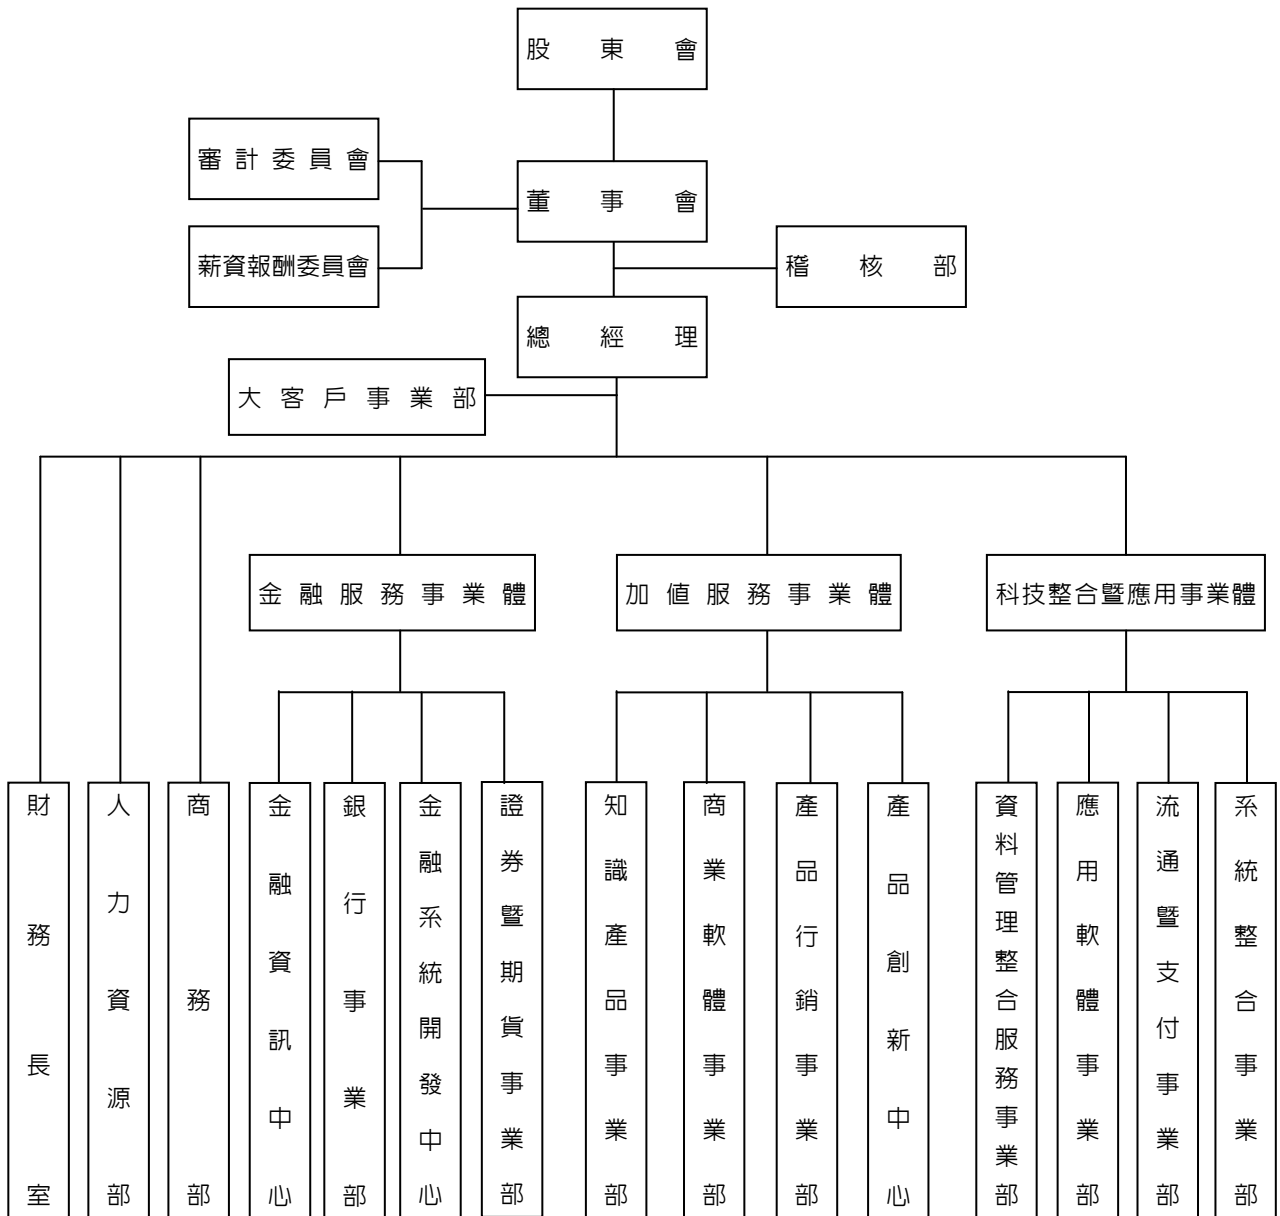 股東會
審計委員會
董事會
薪資報酬委員會
稽核部
總經理
大客戶事業部
金融服務事業體
加值服務事業體
科技整合暨應用事業體
財務長室
人力資源部
商務部
金融資訊中心
銀行事業部
金融系統開發中心
證券暨期貨事業部
知識產品事業部
商業軟體事業部
產品行銷事業部
產品創新中心
資料管理整合服務事業部
應用軟體事業部
流通暨支付事業部
系統整合事業部